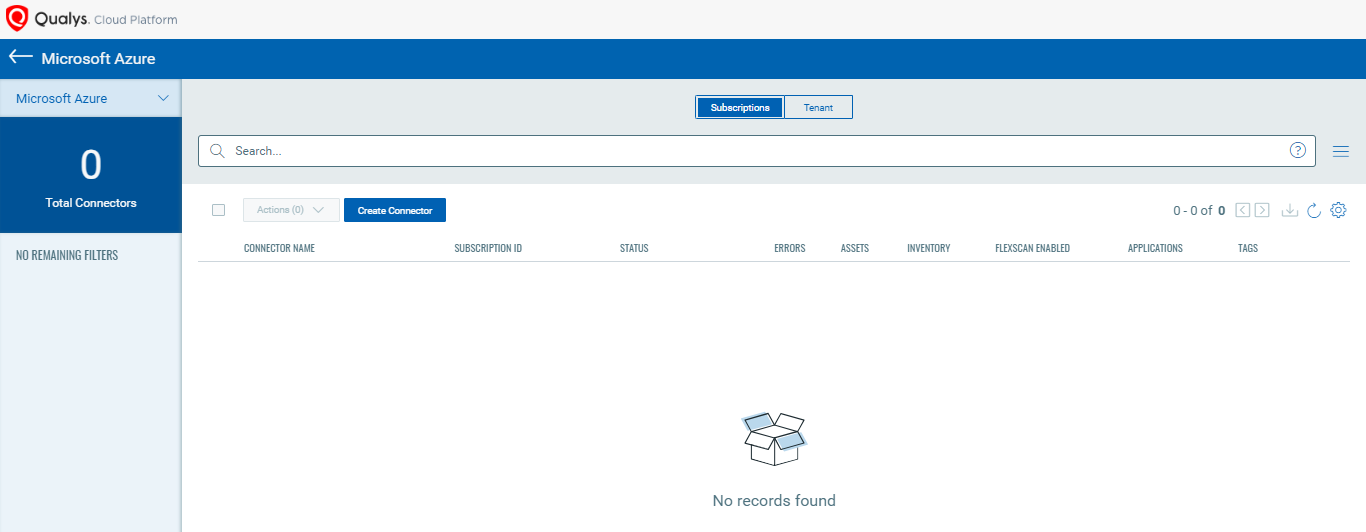 Qualys. Cloud Platform
Microsoft Azure
Microsoft Azure
0
Total Connectors
NO REMAINING FILTERS
Subscriptions Tenant
Search... ?
Actions (0) Create Connector 0 - 0 of 0
CONNECTOR NAME SUBSCRIPTION ID STATUS ERRORS ASSETS INVENTORY FLEXSCAN ENABLED APPLICATIONS TAGS
No records found